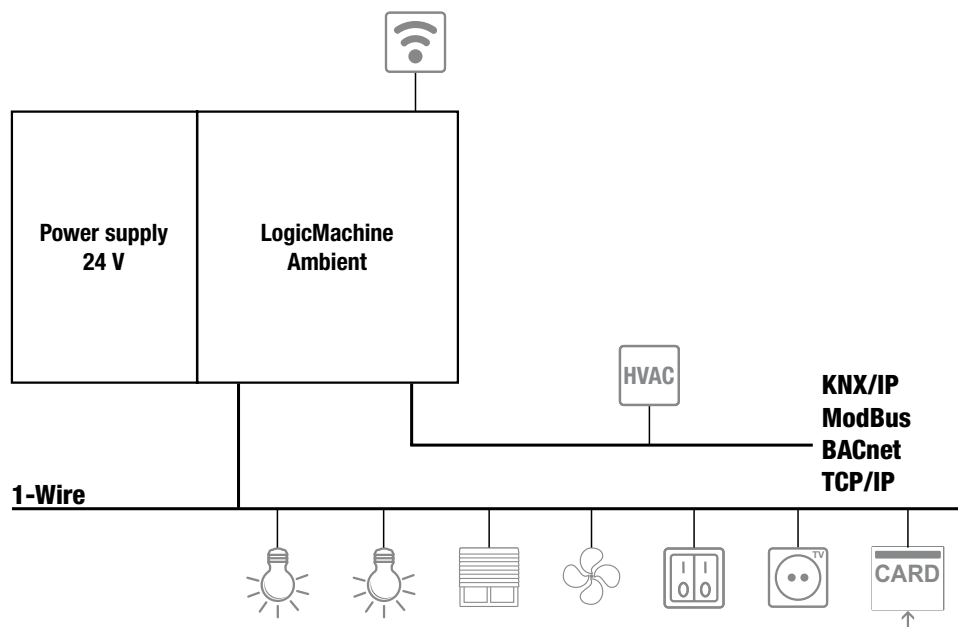 Power supply
24 V
LogicMachine
Ambient
HVAC
KNX/IP
ModBus
BACnet
TCP/IP
1-Wire
TV
CARD